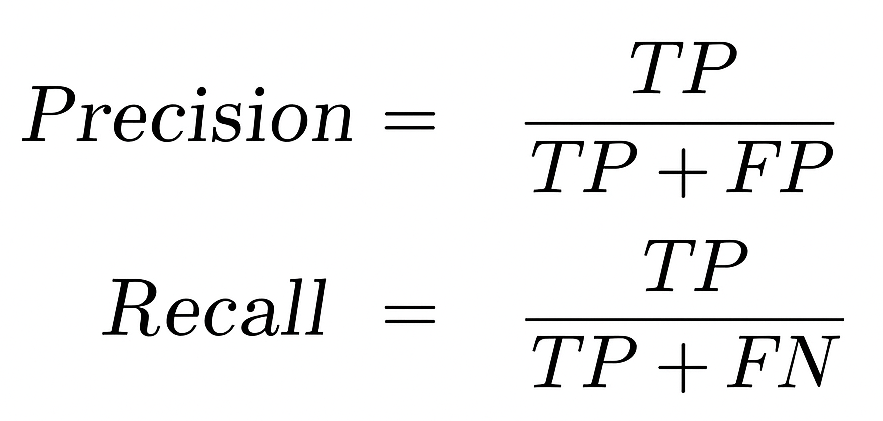 Precision = TP / TP + FP
Recall = TP / TP + FN